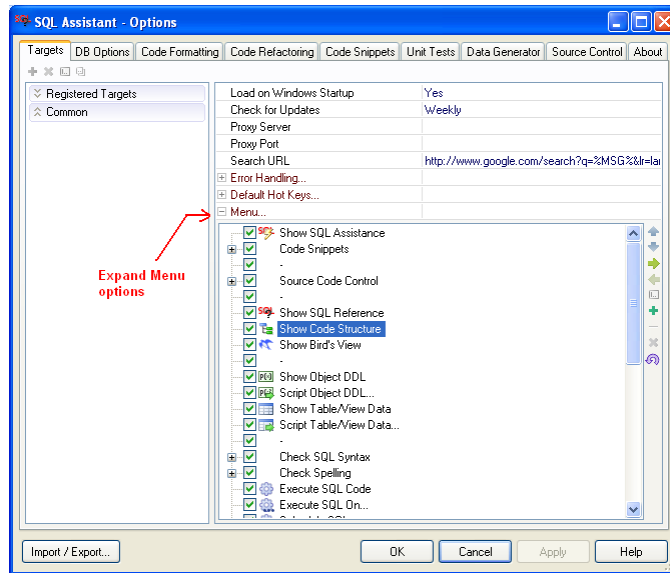 SQL Assistant - Options
Targets DB Options Code Formatting Code Refactoring Code Snippets Unit Tests Data Generator Source Control About
Registered Targets
Common
Load on Windows Startup Yes
Check for Updates Weekly
Proxy Server
Proxy Port
Search URL http://www.google.com/search?q=%MSG%&lr=lan
Error Handling...
Default Hot Keys...
Menu...
Show SQL Assistance
Code Snippets
-
Source Code Control
-
Show SQL Reference
Show Code Structure
Show Bird's View
-
Show Object DDL
Script Object DDL...
Show Table/View Data
Script Table/View Data...
-
Check SQL Syntax
Check Spelling
Execute SQL Code
Execute SQL On...
Expand Menu
options
Import / Export... OK Cancel Apply Help